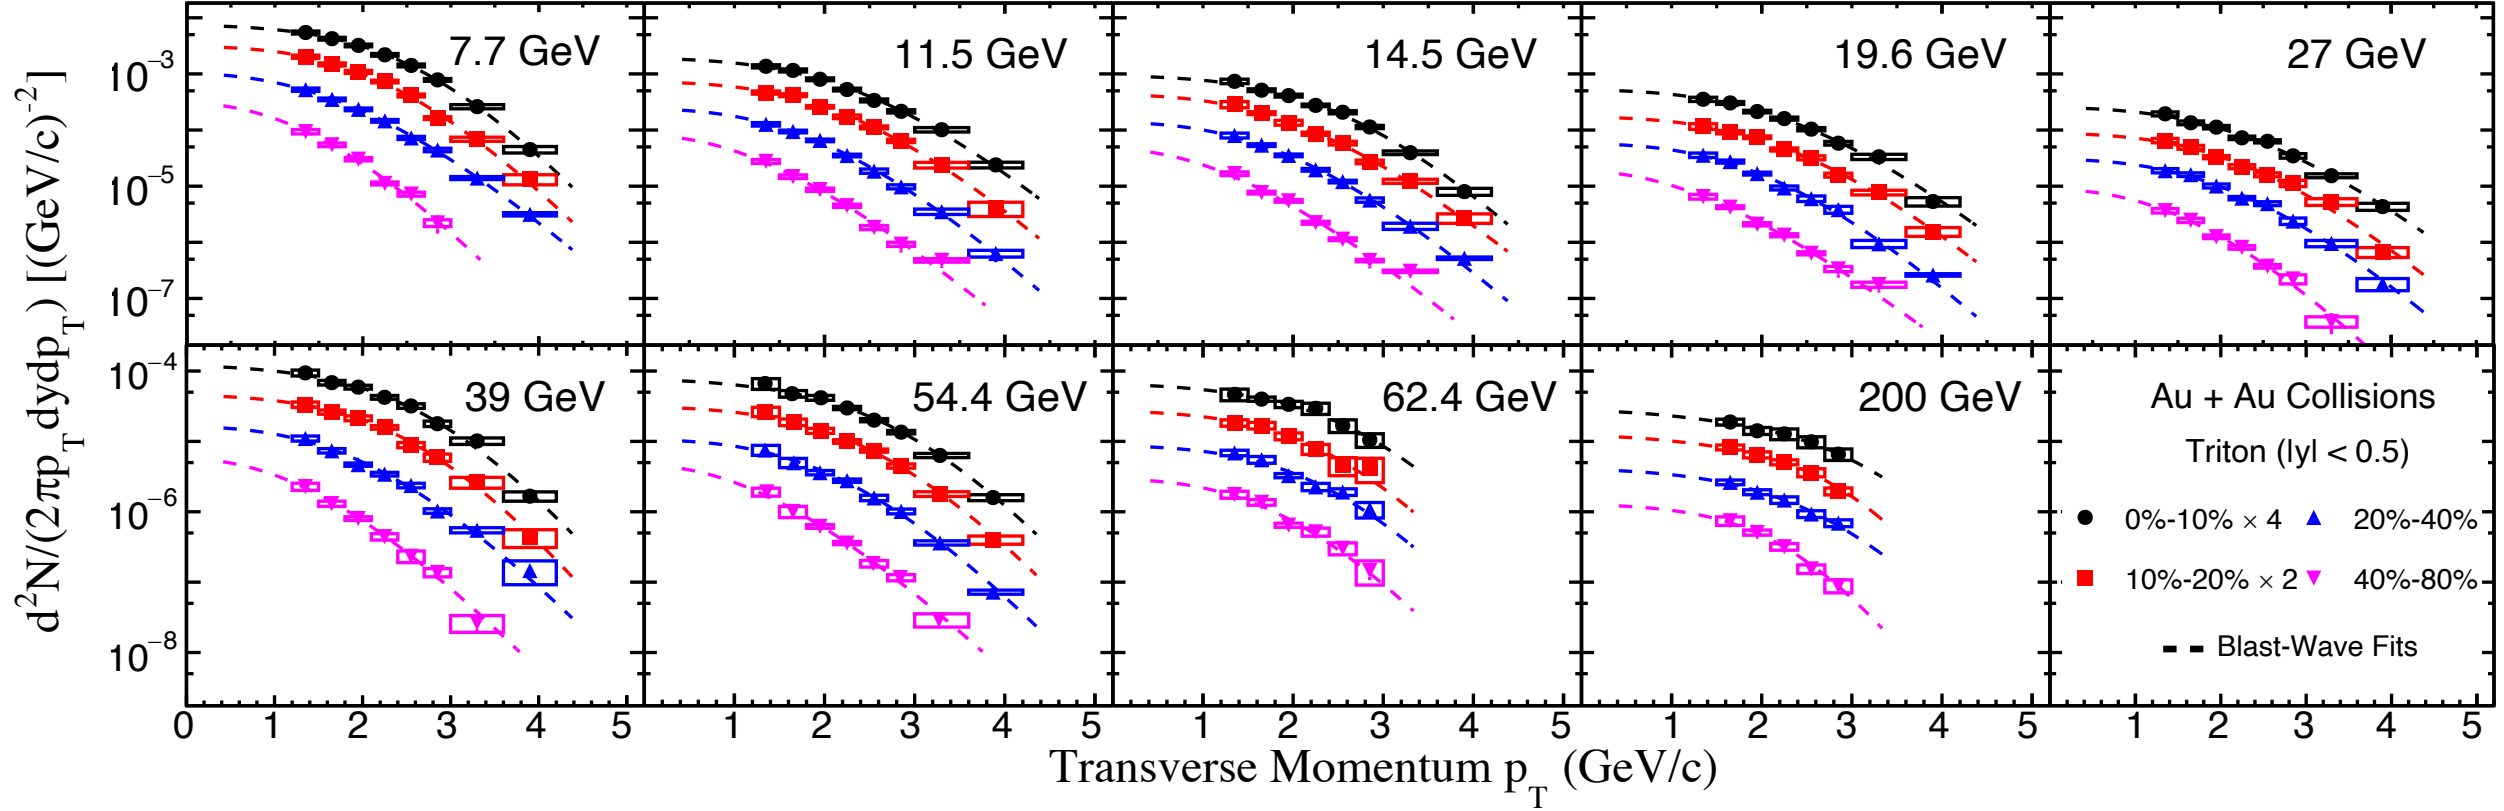 d²N/(2πp_T dydp_T) [(GeV/c)⁻²]
7.7 GeV
11.5 GeV
14.5 GeV
19.6 GeV
27 GeV
10⁻³
10⁻⁵
10⁻⁷
39 GeV
54.4 GeV
62.4 GeV
200 GeV
10⁻⁴
10⁻⁶
10⁻⁸
Au + Au Collisions
Triton (|y| < 0.5)
0%-10% × 4
20%-40%
10%-20% × 2
40%-80%
Blast-Wave Fits
0 1 2 3 4 5
1 2 3 4 5
1 2 3 4 5
1 2 3 4 5
1 2 3 4 5
Transverse Momentum p_T (GeV/c)